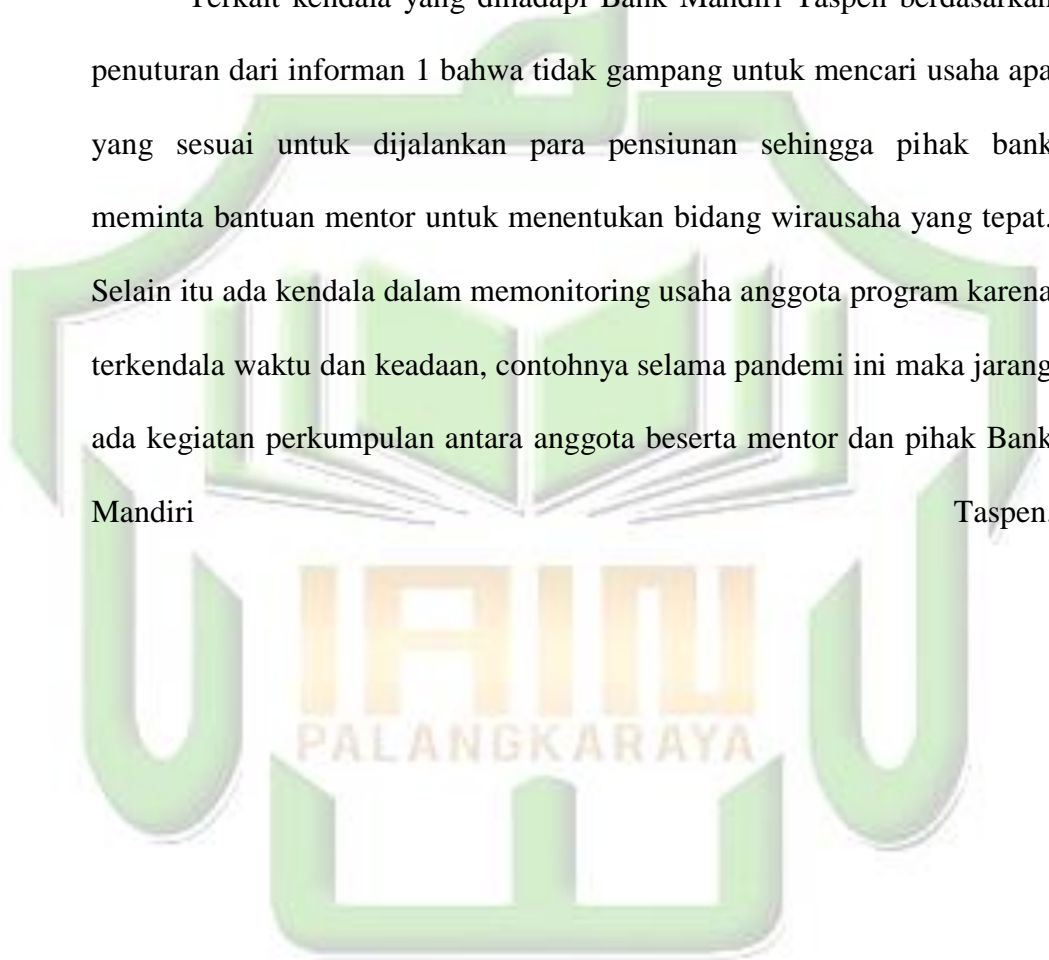 Terkait kendala yang dihadapi Bank Mandiri Taspen berdasarkan
penuturan dari informan 1 bahwa tidak gampang untuk mencari usaha apa
yang sesuai untuk dijalankan para pensiunan sehingga pihak bank
meminta bantuan mentor untuk menentukan bidang wirausaha yang tepat.
Selain itu ada kendala dalam memonitoring usaha anggota program karena
terkendala waktu dan keadaan, contohnya selama pandemi ini maka jarang
ada kegiatan perkumpulan antara anggota beserta mentor dan pihak Bank
Mandiri Taspen.
IAIN
PALANGKARAYA